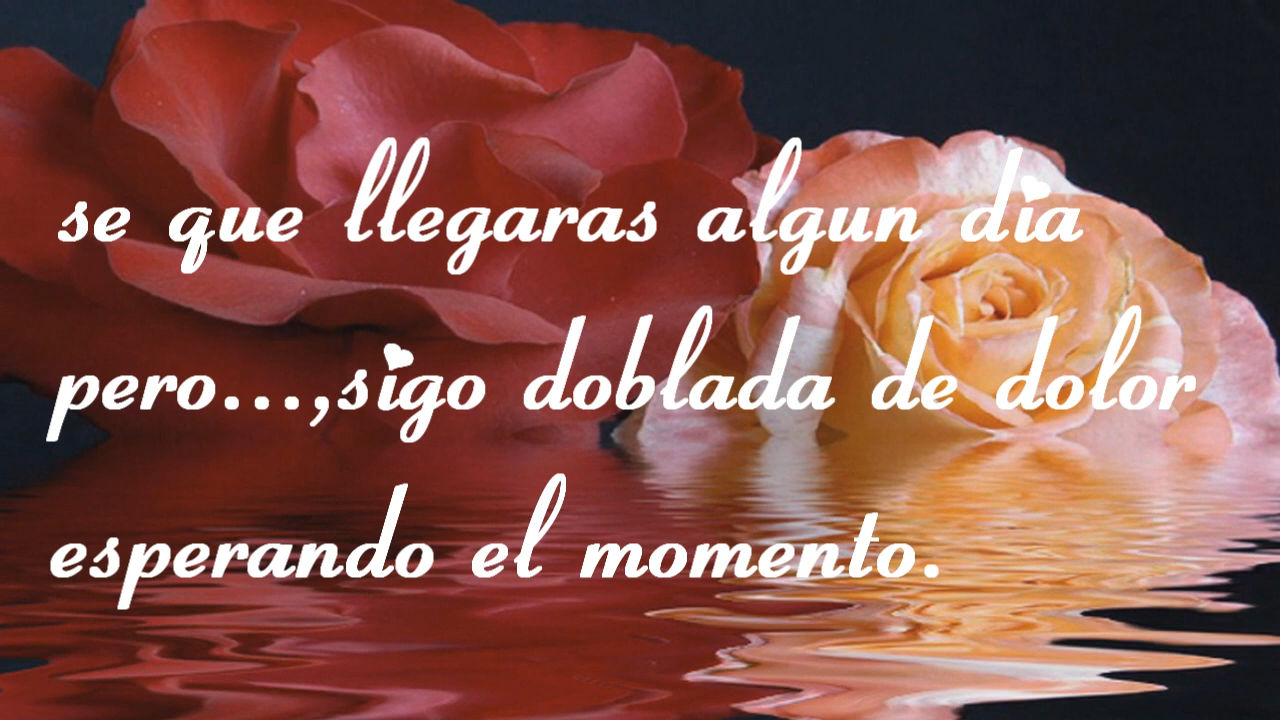 se que llegaras algun dia
pero...,sigo doblada de dolor
esperando el momento.